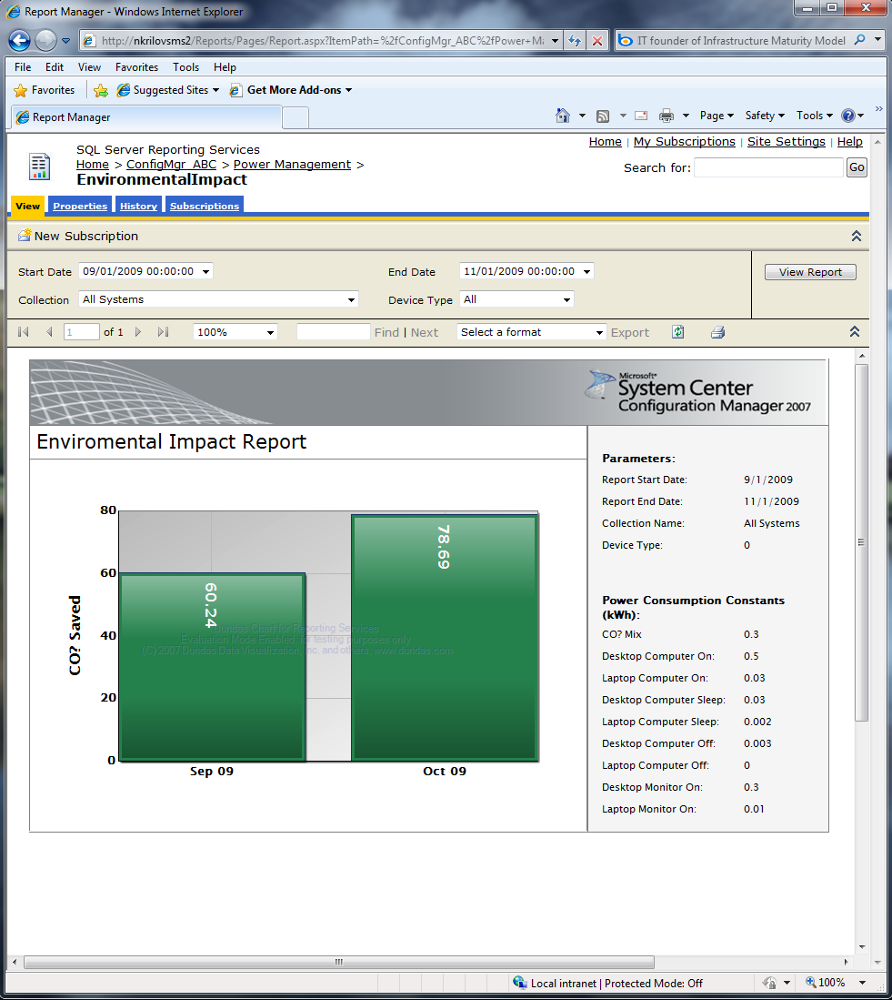 Report Manager - Windows Internet Explorer
http://nkrilovsms2/Reports/Pages/Report.aspx?ItemPath=%2fConfigMgr_ABC%2fPower+M
IT founder of Infrastructure Maturity Model
File Edit View Favorites Tools Help
Favorites Suggested Sites Get More Add-ons
Report Manager
Page Safety Tools
SQL Server Reporting Services
Home | My Subscriptions | Site Settings | Help
Home > ConfigMgr_ABC > Power Management >
EnvironmentalImpact
Search for: Go
View Properties History Subscriptions
New Subscription
Start Date 09/01/2009 00:00:00 End Date 11/01/2009 00:00:00 View Report
Collection All Systems Device Type All
1 of 1 100% Find | Next Select a format Export
Microsoft
System Center
Configuration Manager 2007
Enviromental Impact Report
CO? Saved
80
60
40
20
0
60.24
78.69
Dundas Chart for Reporting Services
Evaluation Mode Enabled, for testing purposes only
(C) 2007 Dundas Data Visualization, Inc. and others, www.dundas.com
Sep 09 Oct 09
Parameters:
Report Start Date: 9/1/2009
Report End Date: 11/1/2009
Collection Name: All Systems
Device Type: 0
Power Consumption Constants
(kWh):
CO? Mix 0.3
Desktop Computer On: 0.5
Laptop Computer On: 0.03
Desktop Computer Sleep: 0.03
Laptop Computer Sleep: 0.002
Desktop Computer Off: 0.003
Laptop Computer Off: 0
Desktop Monitor On: 0.3
Laptop Monitor On: 0.01
Local intranet | Protected Mode: Off 100%